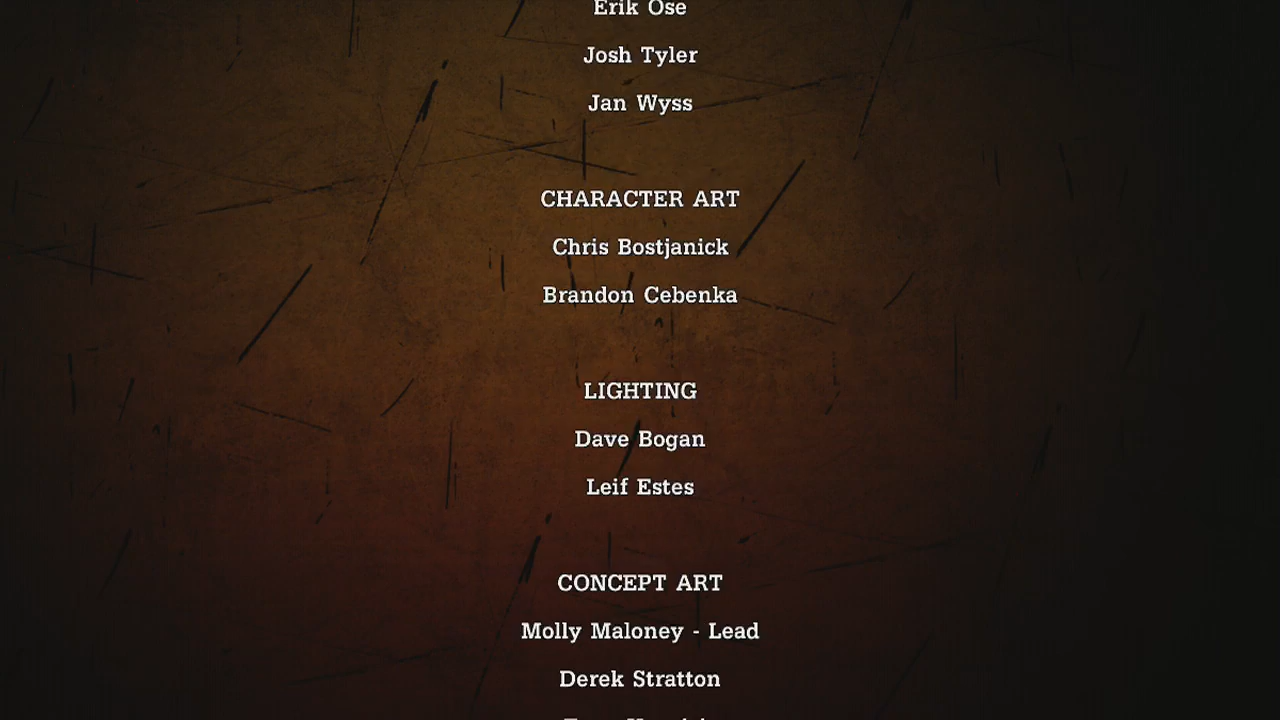 Erik Ose
Josh Tyler
Jan Wyss
CHARACTER ART
Chris Bostjanick
Brandon Cebenka
LIGHTING
Dave Bogan
Leif Estes
CONCEPT ART
Molly Maloney - Lead
Derek Stratton